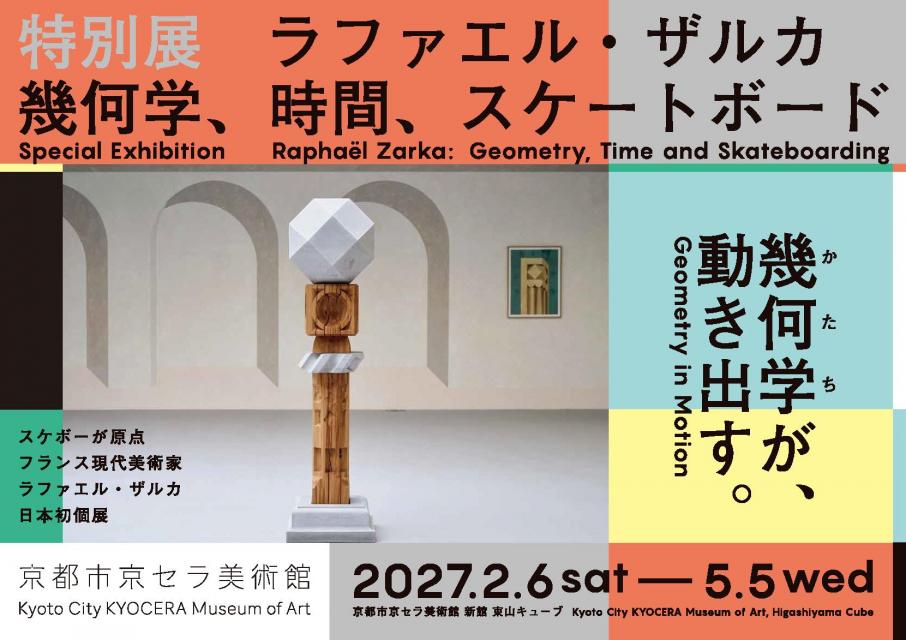 特別展 ラファエル・ザルカ
幾何学、時間、スケートボード
Special Exhibition Raphaël Zarka: Geometry, Time and Skateboarding
幾何学が、
かたち
動き出す。
Geometry in Motion
スケボーが原点
フランス現代美術家
ラファエル・ザルカ
日本初個展
京都市京セラ美術館
Kyoto City KYOCERA Museum of Art
2027.2.6 sat — 5.5 wed
京都市京セラ美術館 新館 東山キューブ Kyoto City KYOCERA Museum of Art, Higashiyama Cube